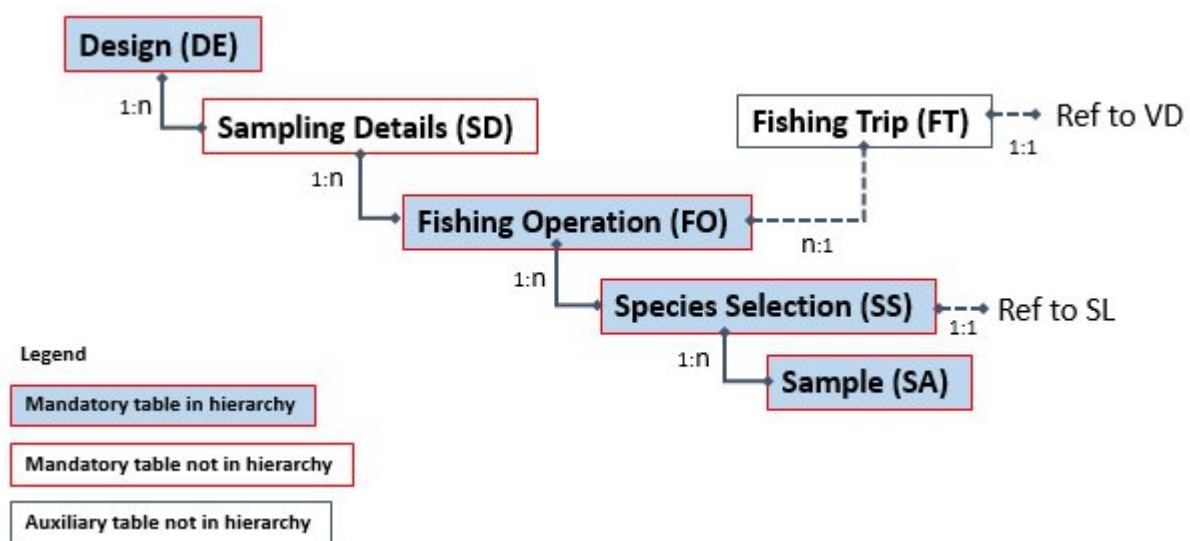 Design (DE)
1:n
Sampling Details (SD)
Fishing Trip (FT)
Ref to VD
1:1
1:n
Fishing Operation (FO)
n:1
1:n
Species Selection (SS)
Ref to SL
1:1
1:n
Sample (SA)
Legend
Mandatory table in hierarchy
Mandatory table not in hierarchy
Auxiliary table not in hierarchy